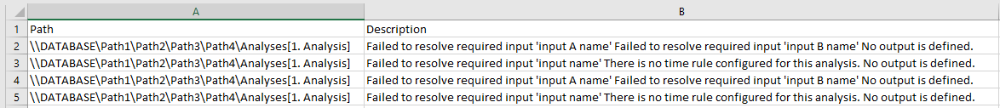 A B
1 Path Description
2 \\DATABASE\Path1\Path2\Path3\Path4\Analyses[1. Analysis] Failed to resolve required input 'input A name' Failed to resolve required input 'input B name' No output is defined.
3 \\DATABASE\Path1\Path2\Path3\Path4\Analyses[1. Analysis] Failed to resolve required input 'input name' There is no time rule configured for this analysis. No output is defined.
4 \\DATABASE\Path1\Path2\Path3\Path4\Analyses[1. Analysis] Failed to resolve required input 'input A name' Failed to resolve required input 'input B name' No output is defined.
5 \\DATABASE\Path1\Path2\Path3\Path4\Analyses[1. Analysis] Failed to resolve required input 'input name' There is no time rule configured for this analysis. No output is defined.